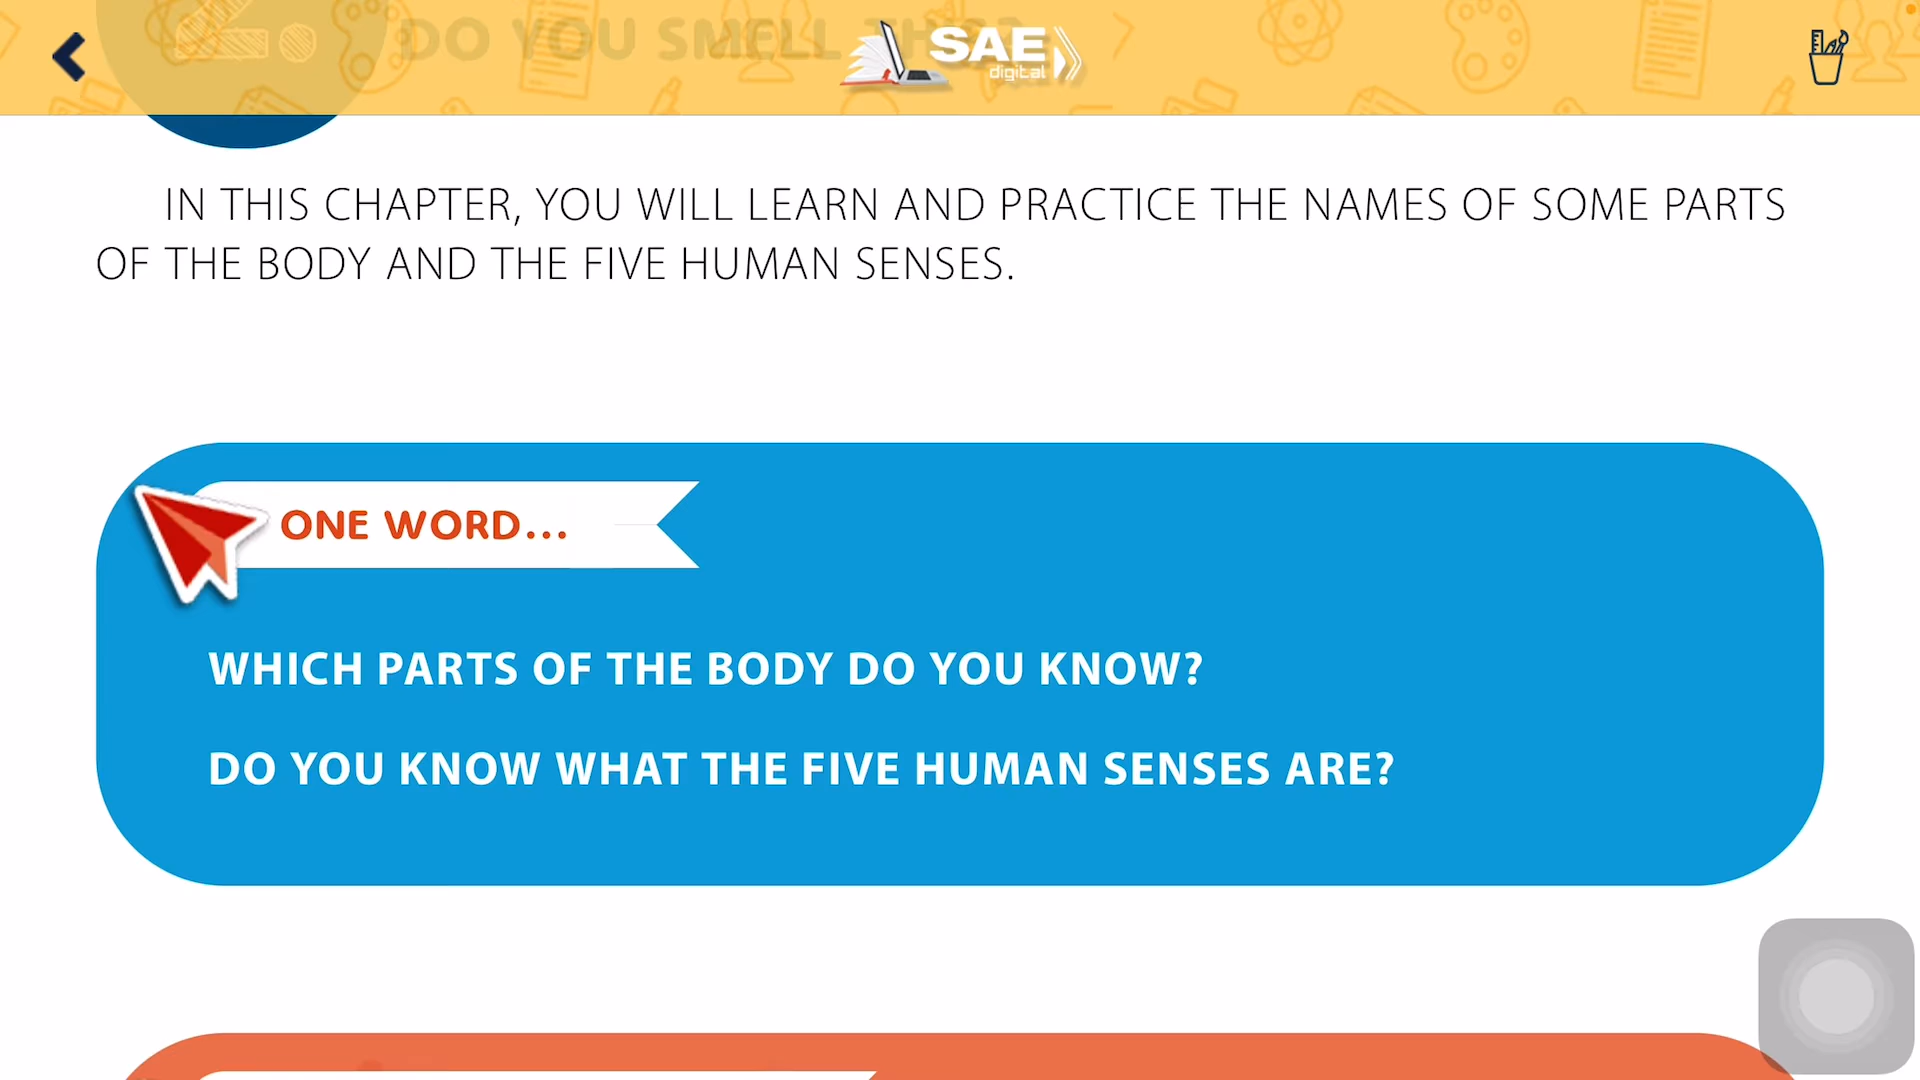 DO YOU SMELL THIS?
SAE
digital
IN THIS CHAPTER, YOU WILL LEARN AND PRACTICE THE NAMES OF SOME PARTS
OF THE BODY AND THE FIVE HUMAN SENSES.
ONE WORD...
WHICH PARTS OF THE BODY DO YOU KNOW?
DO YOU KNOW WHAT THE FIVE HUMAN SENSES ARE?